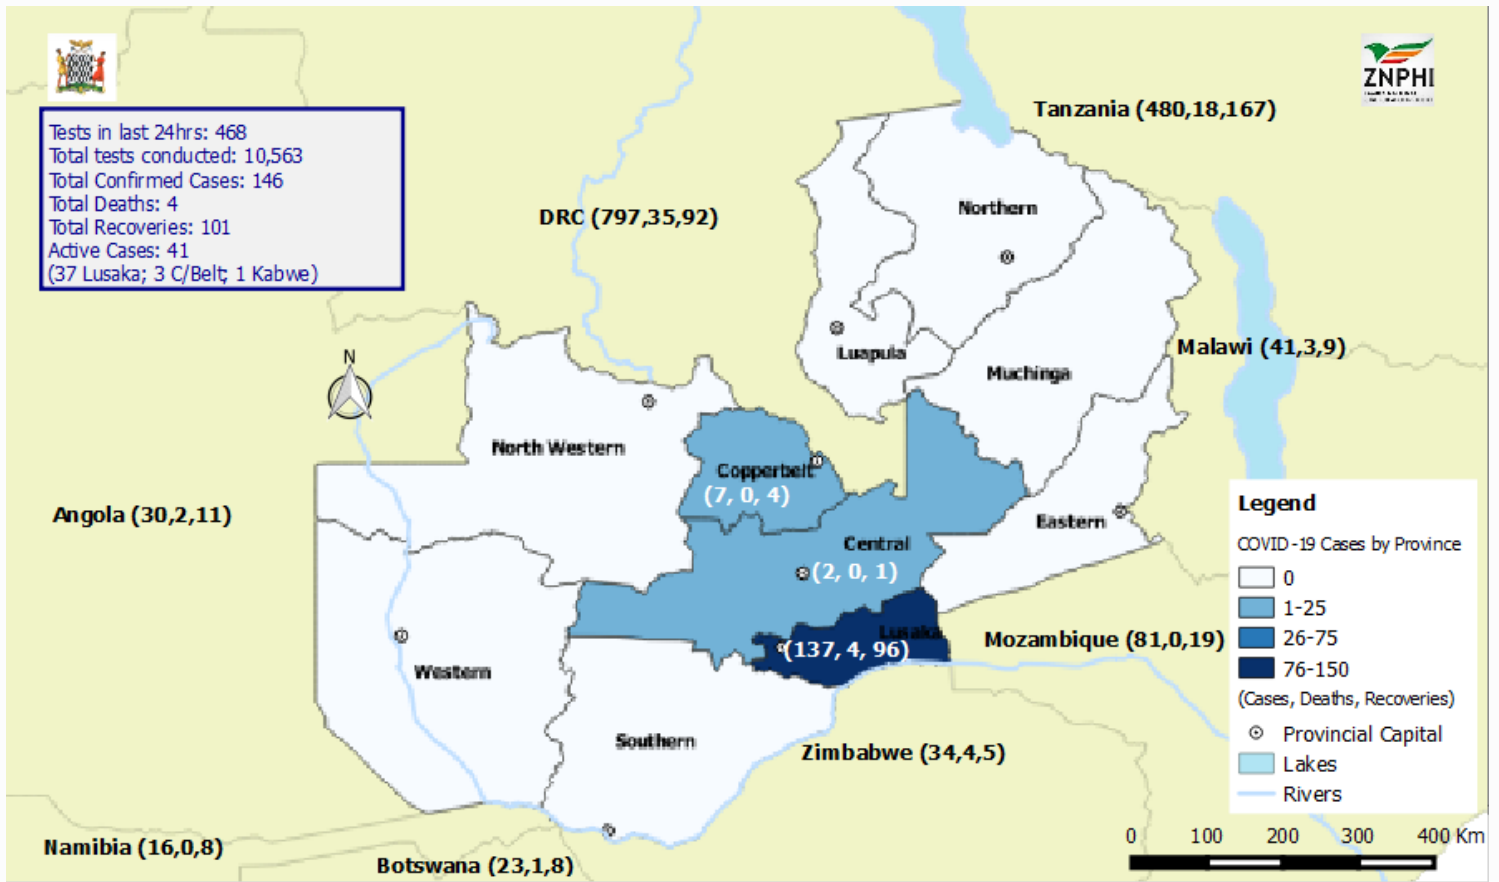 ZNPHI
Tests in last 24hrs: 468
Total tests conducted: 10,563
Total Confirmed Cases: 146
Total Deaths: 4
Total Recoveries: 101
Active Cases: 41
(37 Lusaka; 3 C/Belt; 1 Kabwe)
Tanzania (480,18,167)
DRC (797,35,92)
Northern
N
Luapula
Malawi (41,3,9)
Muchinga
North Western
Copperbelt
(7, 0, 4)
Angola (30,2,11)
Eastern
Central
(2, 0, 1)
Lusaka
(137, 4, 96)
Mozambique (81,0,19)
Western
Southern
Zimbabwe (34,4,5)
Namibia (16,0,8)
Botswana (23,1,8)
Legend
COVID-19 Cases by Province
0
1-25
26-75
76-150
(Cases, Deaths, Recoveries)
Provincial Capital
Lakes
Rivers
0 100 200 300 400 Km